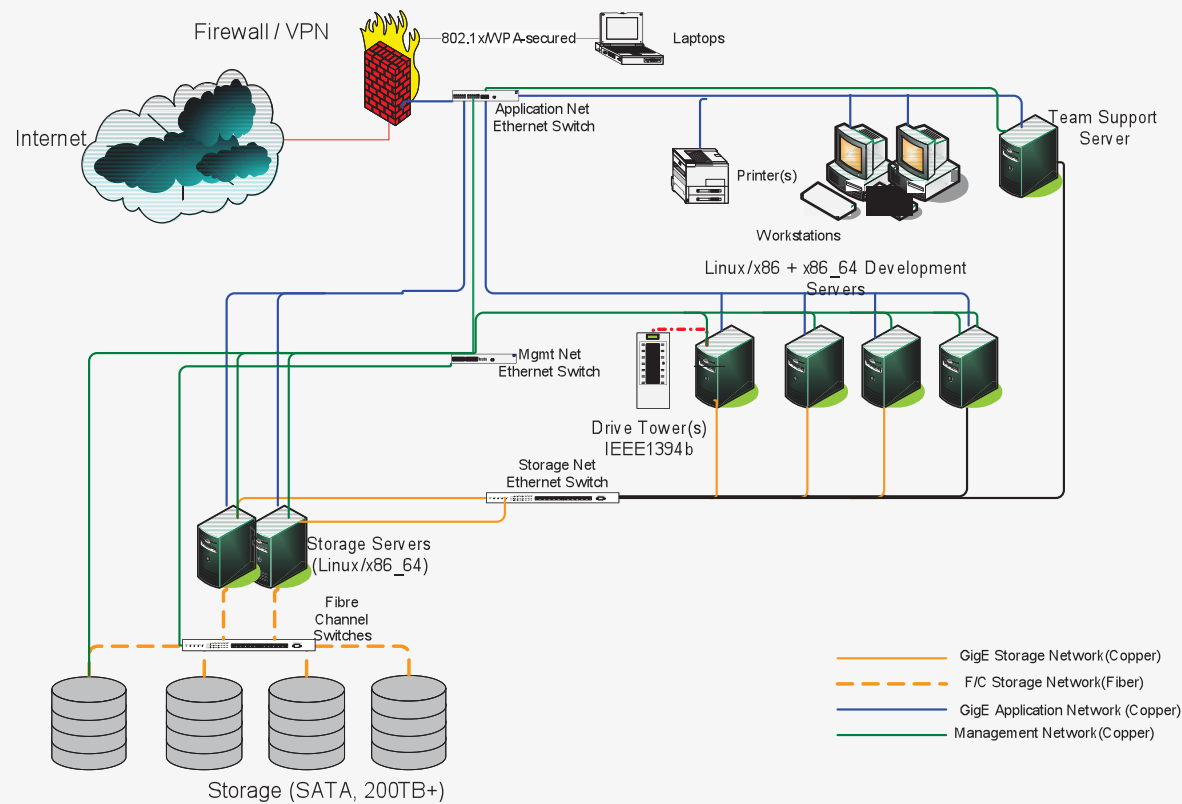 Firewall / VPN
802.1x/WPA-secured
Laptops
Internet
Application Net
Ethernet Switch
Team Support
Server
Printer(s)
Workstations
Linux/x86 + x86_64 Development
Servers
Mgmt Net
Ethernet Switch
Drive Tower(s)
IEEE1394b
Storage Net
Ethernet Switch
Storage Servers
(Linux/x86_64)
Fibre
Channel
Switches
GigE Storage Network(Copper)
F/C Storage Network(Fiber)
GigE Application Network (Copper)
Management Network(Copper)
Storage (SATA, 200TB+)